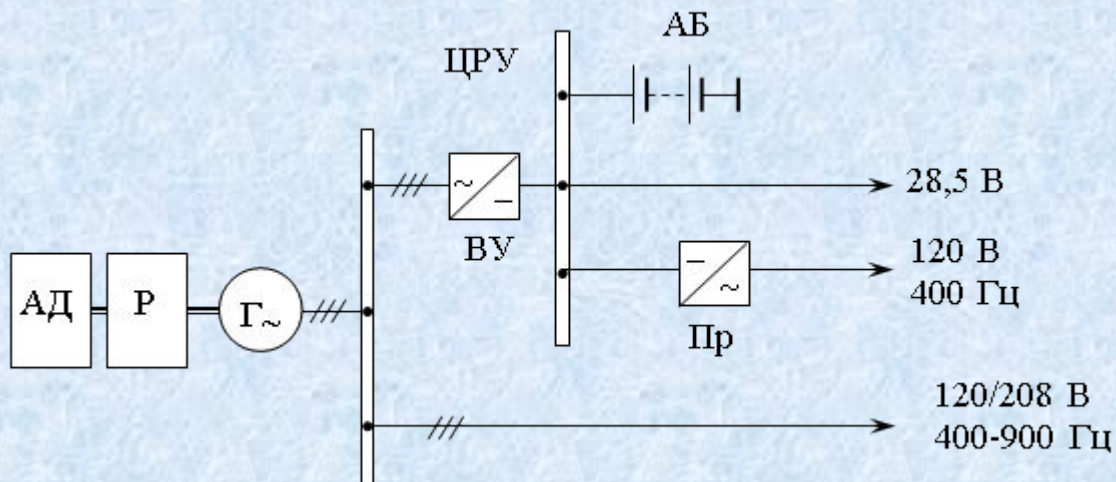 АБ
ЦРУ
~
–
ВУ
28,5 В
–
~
Пр
120 В
400 Гц
АД
Р
Г~
120/208 В
400-900 Гц